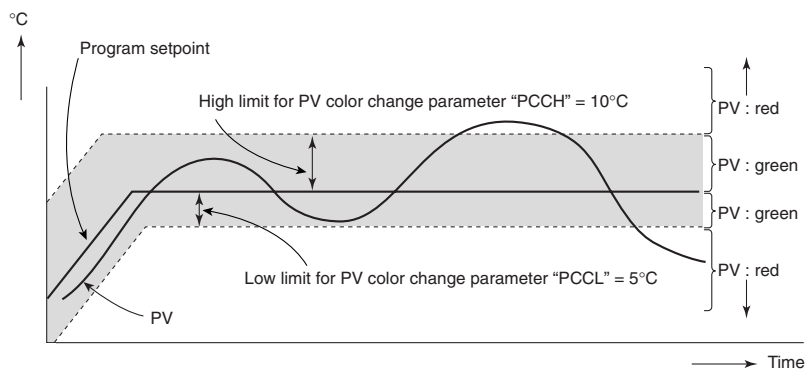 °C
Program setpoint
High limit for PV color change parameter “PCCH” = 10°C
PV : red
PV : green
PV : green
Low limit for PV color change parameter “PCCL” = 5°C
PV : red
PV
Time